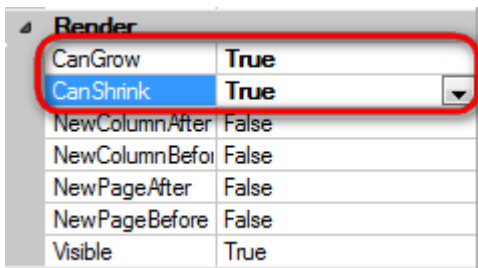 Render
CanGrow True
CanShrink True
NewColumnAfter False
NewColumnBefor False
NewPageAfter False
NewPageBefore False
Visible True